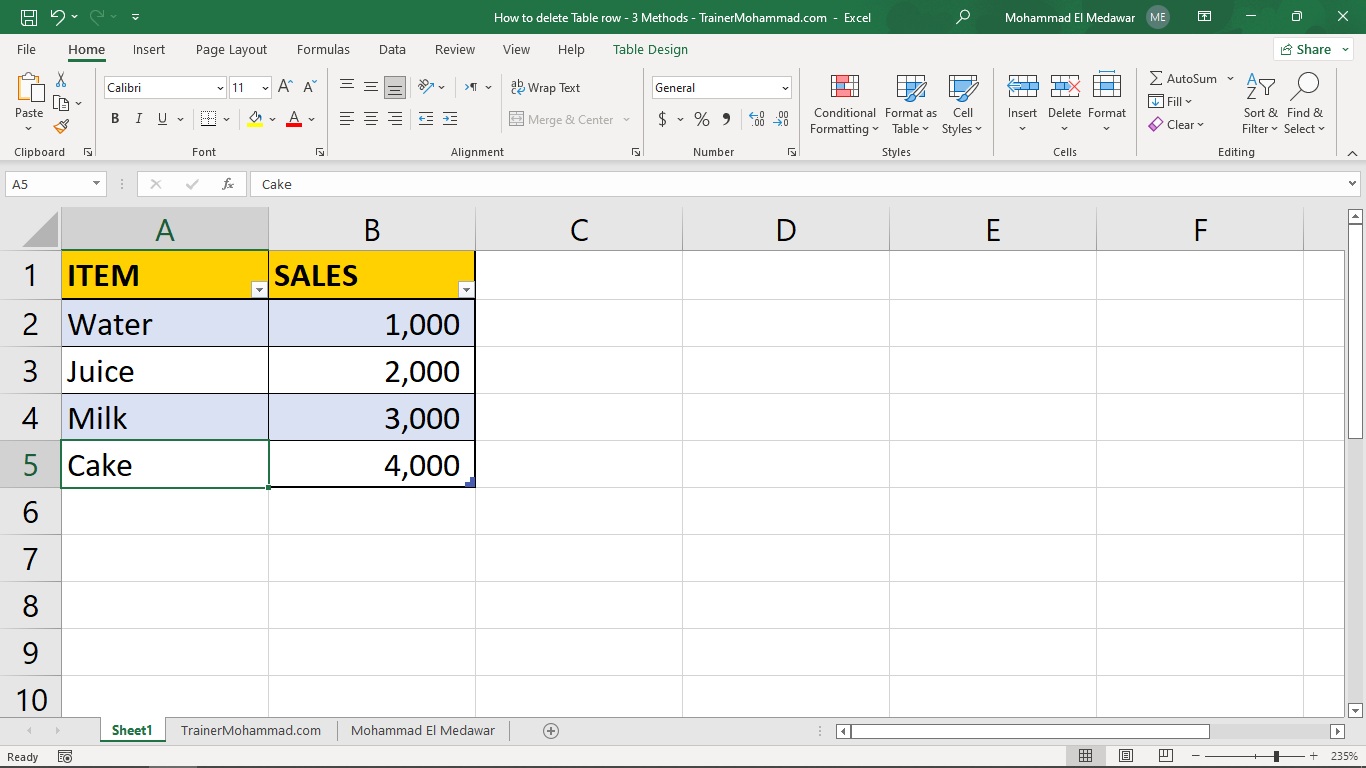 How to delete Table row - 3 Methods - TrainerMohammad.com - Excel
Mohammad El Medawar ME
File Home Insert Page Layout Formulas Data Review View Help Table Design Share
Paste
Clipboard
Calibri 11
B I U A
Font
Wrap Text
Merge & Center
Alignment
General
$ % 9 .00
Number
Conditional Formatting
Format as Table
Cell Styles
Styles
Insert
Delete
Format
Cells
AutoSum
Fill
Clear
Sort & Filter
Find & Select
Editing
A5 fx Cake
A B C D E F
1 ITEM SALES
2 Water 1,000
3 Juice 2,000
4 Milk 3,000
5 Cake 4,000
6
7
8
9
10
Sheet1 TrainerMohammad.com Mohammad El Medawar
Ready 235%